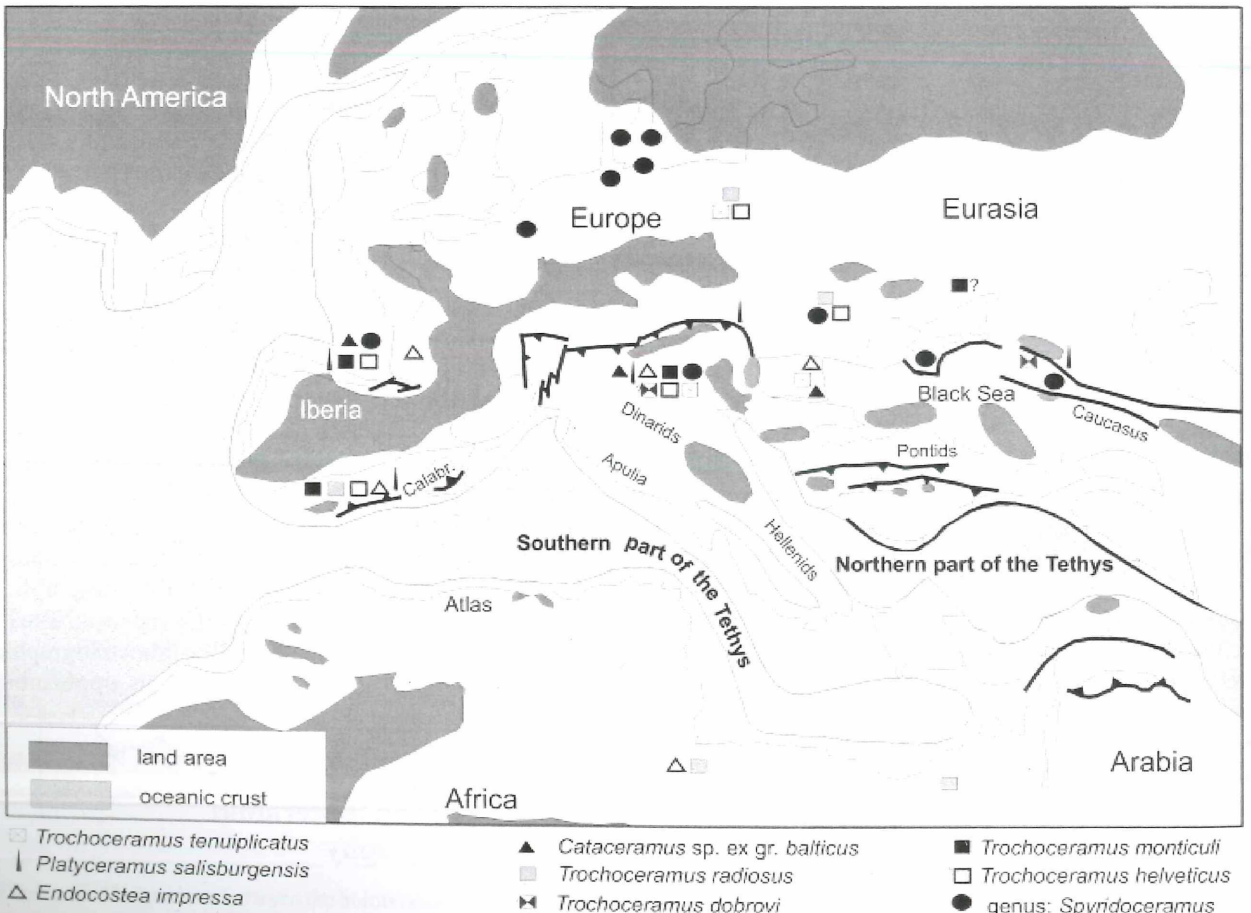 North America
Europe
Eurasia
?
Iberia
Black Sea
Caucasus
Dinarids
Calabr.
Apulia
Pontids
Hellenids
Southern part of the Tethys
Northern part of the Tethys
Atlas
land area
oceanic crust
Africa
Arabia
Trochoceramus tenuiplicatus
Platyceramus salisburgensis
Endocostea impressa
Cataceramus sp. ex gr. balticus
Trochoceramus radiosus
Trochoceramus dobrovi
Trochoceramus monticuli
Trochoceramus helveticus
genus: Spyridoceramus